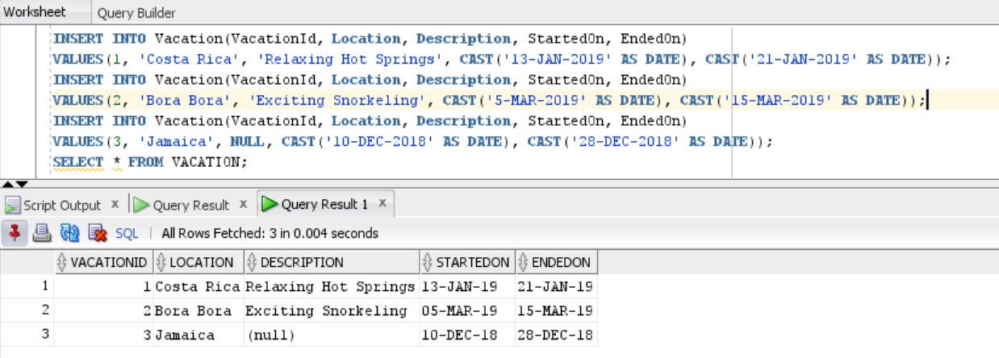 Worksheet Query Builder
INSERT INTO Vacation(VacationId, Location, Description, StartedOn, EndedOn)
VALUES(1, 'Costa Rica', 'Relaxing Hot Springs', CAST('13-JAN-2019' AS DATE), CAST('21-JAN-2019' AS DATE));
INSERT INTO Vacation(VacationId, Location, Description, StartedOn, EndedOn)
VALUES(2, 'Bora Bora', 'Exciting Snorkeling', CAST('5-MAR-2019' AS DATE), CAST('15-MAR-2019' AS DATE));
INSERT INTO Vacation(VacationId, Location, Description, StartedOn, EndedOn)
VALUES(3, 'Jamaica', NULL, CAST('10-DEC-2018' AS DATE), CAST('28-DEC-2018' AS DATE));
SELECT * FROM VACATION;
Script Output x Query Result x Query Result 1 x
SQL | All Rows Fetched: 3 in 0.004 seconds
VACATIONID LOCATION DESCRIPTION STARTEDON ENDEDON
1 1 Costa Rica Relaxing Hot Springs 13-JAN-19 21-JAN-19
2 2 Bora Bora Exciting Snorkeling 05-MAR-19 15-MAR-19
3 3 Jamaica (null) 10-DEC-18 28-DEC-18